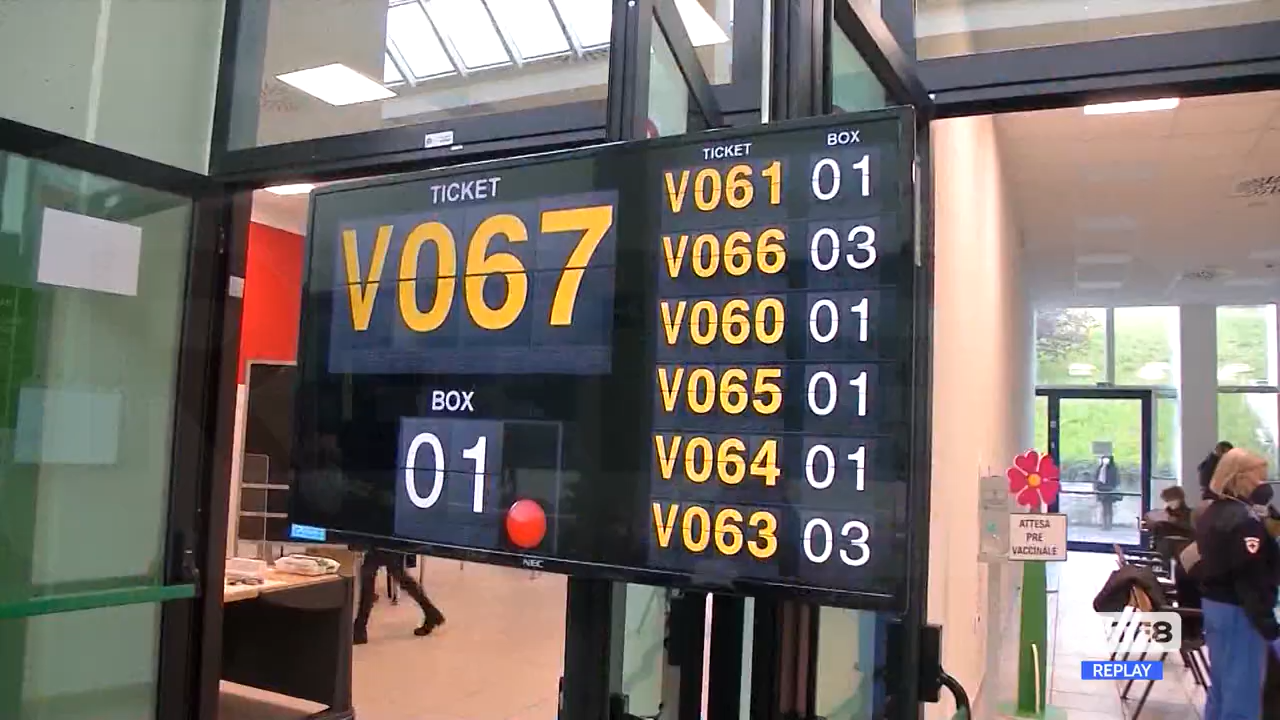 TICKET
V067
BOX
01
TICKET BOX
V061 01
V066 03
V060 01
V065 01
V064 01
V063 03
NEC
ATTESA
PRE
VACCINALE
REPLAY